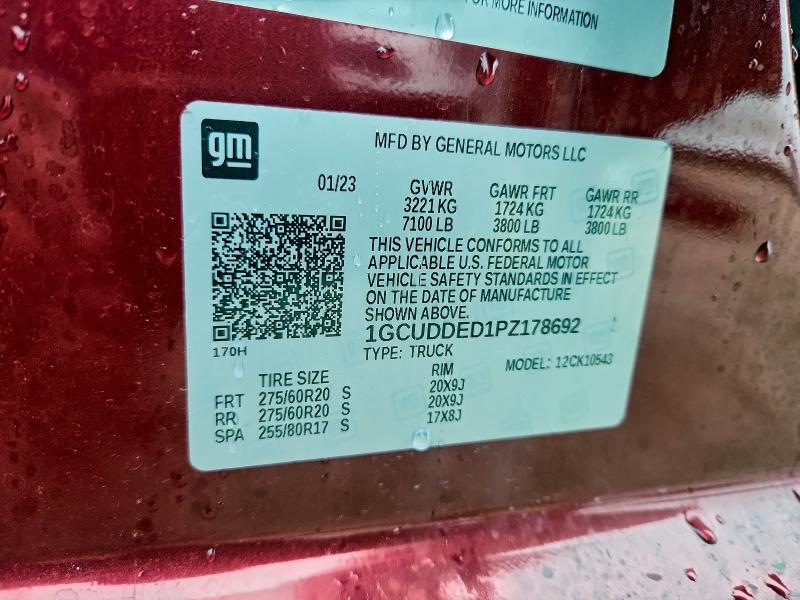 FOR MORE INFORMATION
gm
MFD BY GENERAL MOTORS LLC
01/23 GVWR GAWR FRT GAWR RR
3221 KG 1724 KG 1724 KG
7100 LB 3800 LB 3800 LB
THIS VEHICLE CONFORMS TO ALL
APPLICABLE U.S. FEDERAL MOTOR
VEHICLE SAFETY STANDARDS IN EFFECT
ON THE DATE OF MANUFACTURE
SHOWN ABOVE.
1GCUDDED1PZ178692
170H
TYPE: TRUCK
MODEL: 12CK10543
TIRE SIZE RIM
FRT 275/60R20 S 20X9J
RR 275/60R20 S 20X9J
SPA 255/80R17 S 17X8J